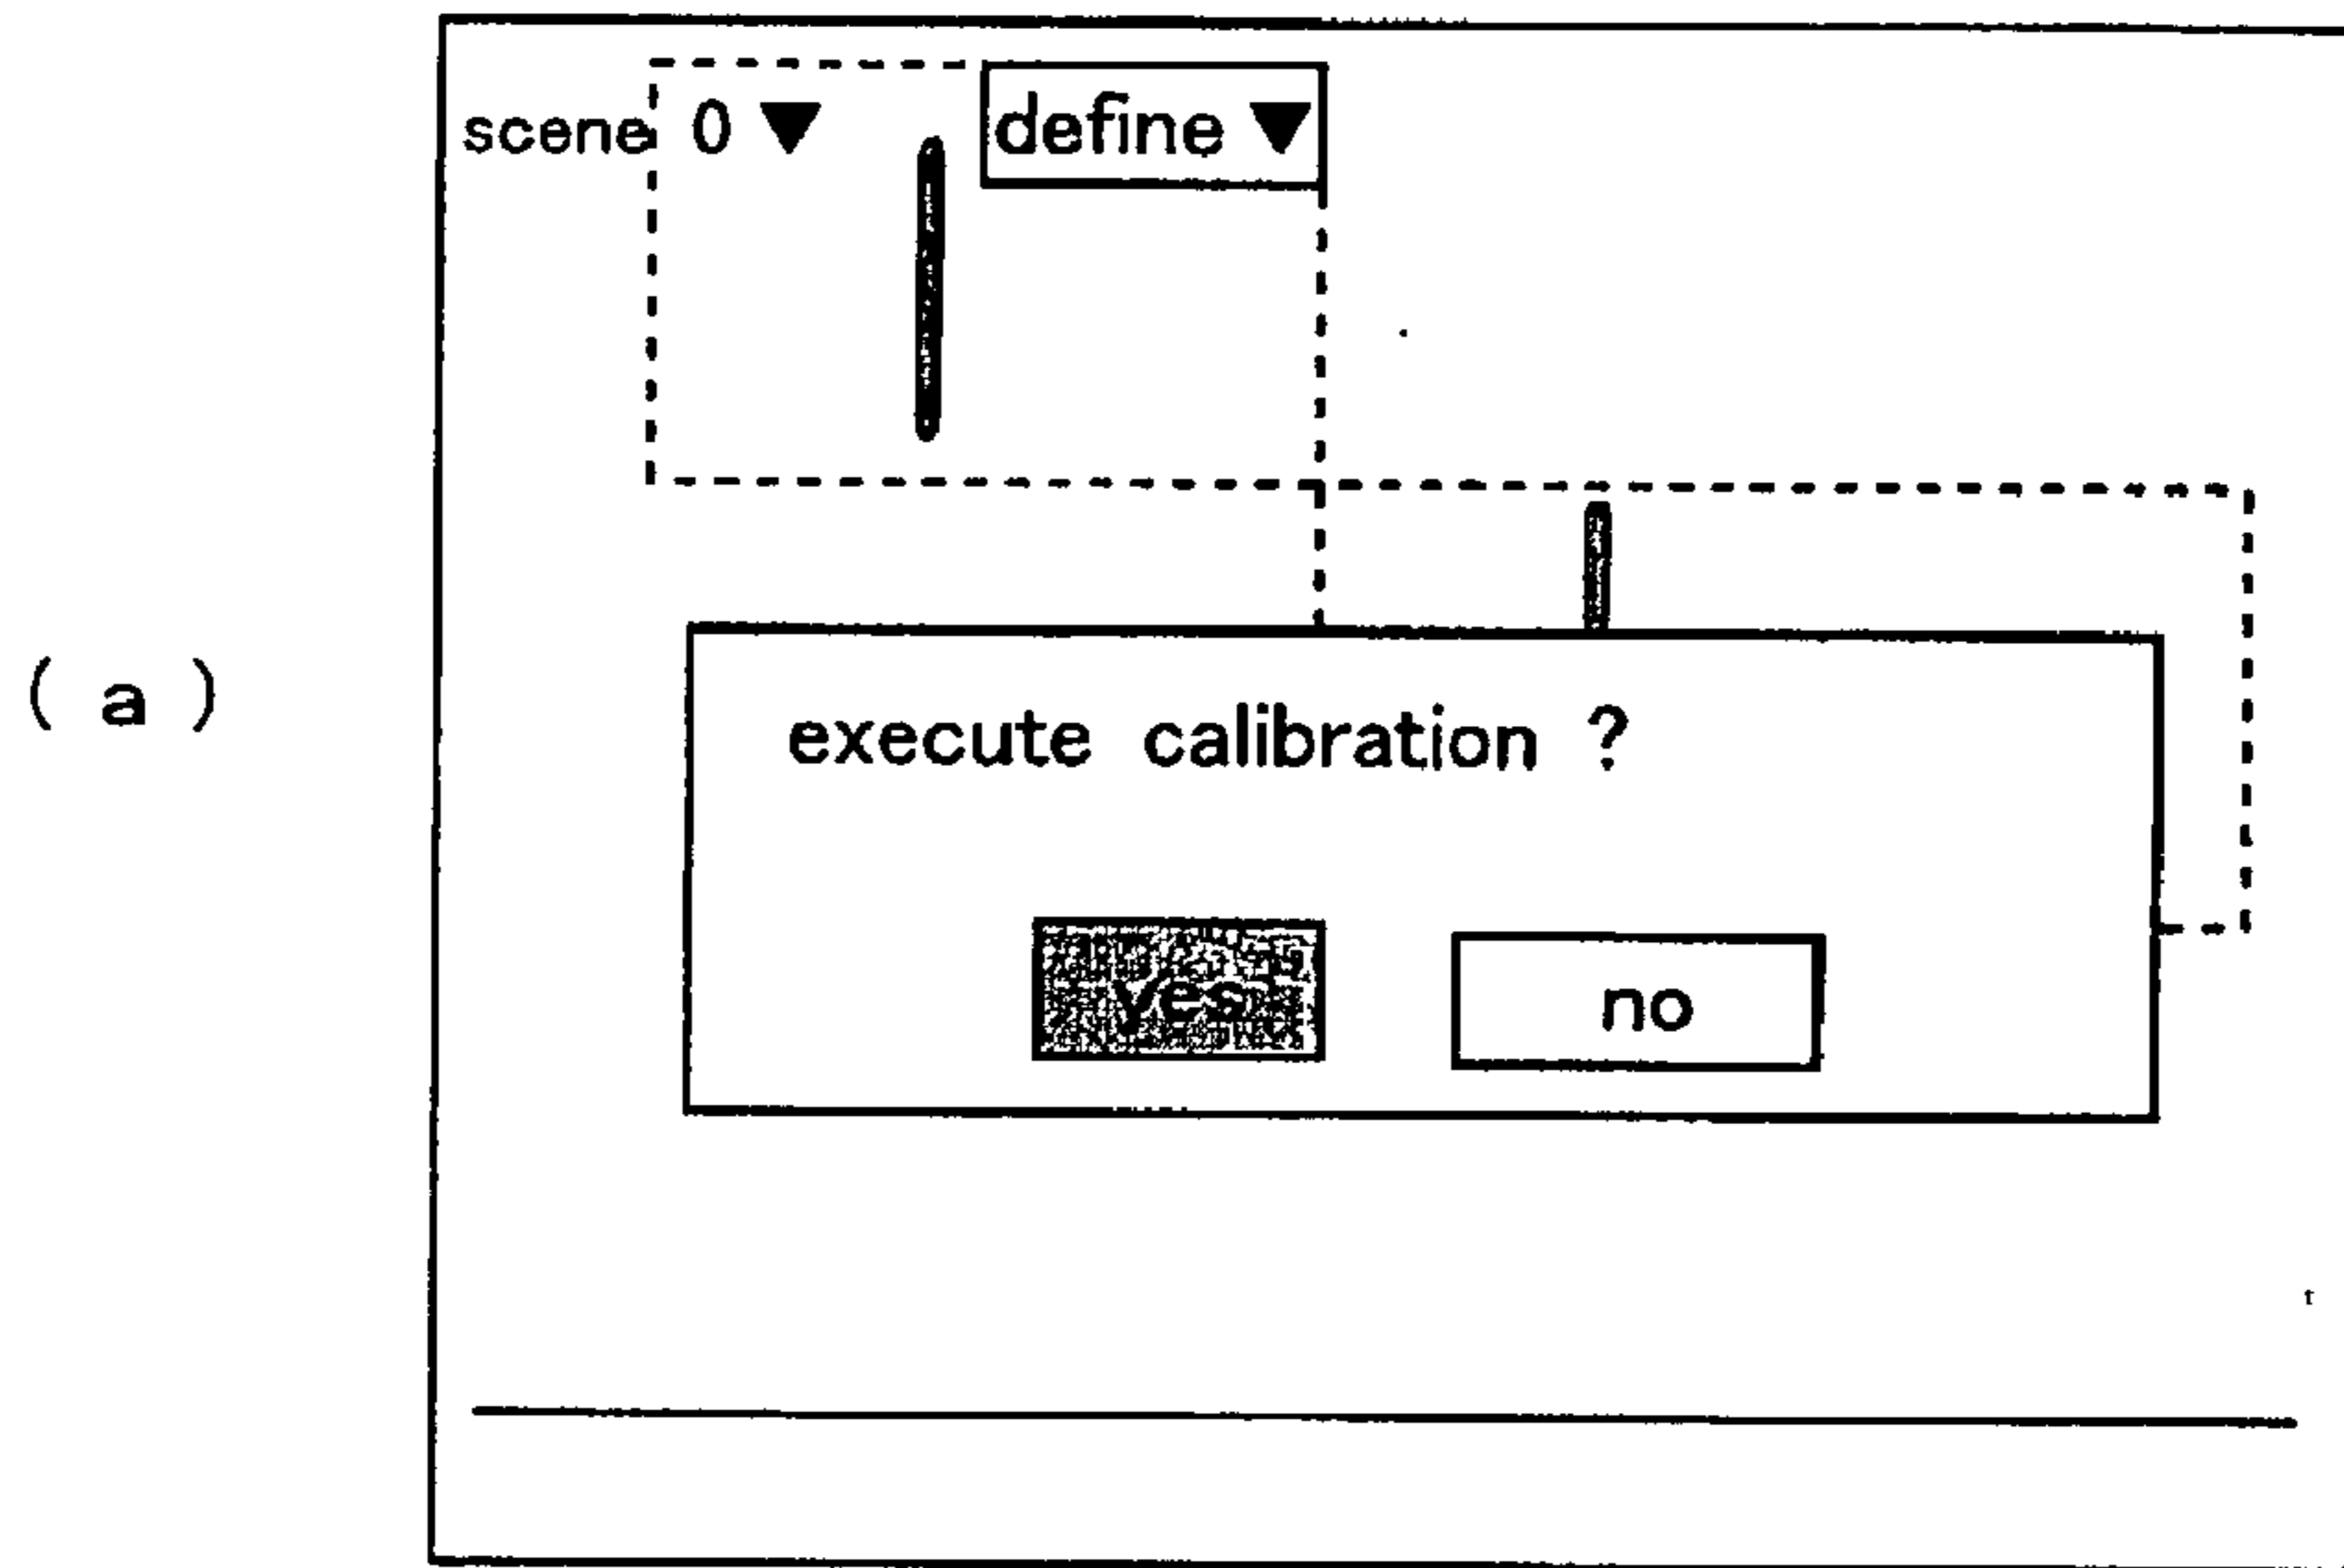 scene 0 ▼ define ▼
( a )
execute calibration ?
yes no